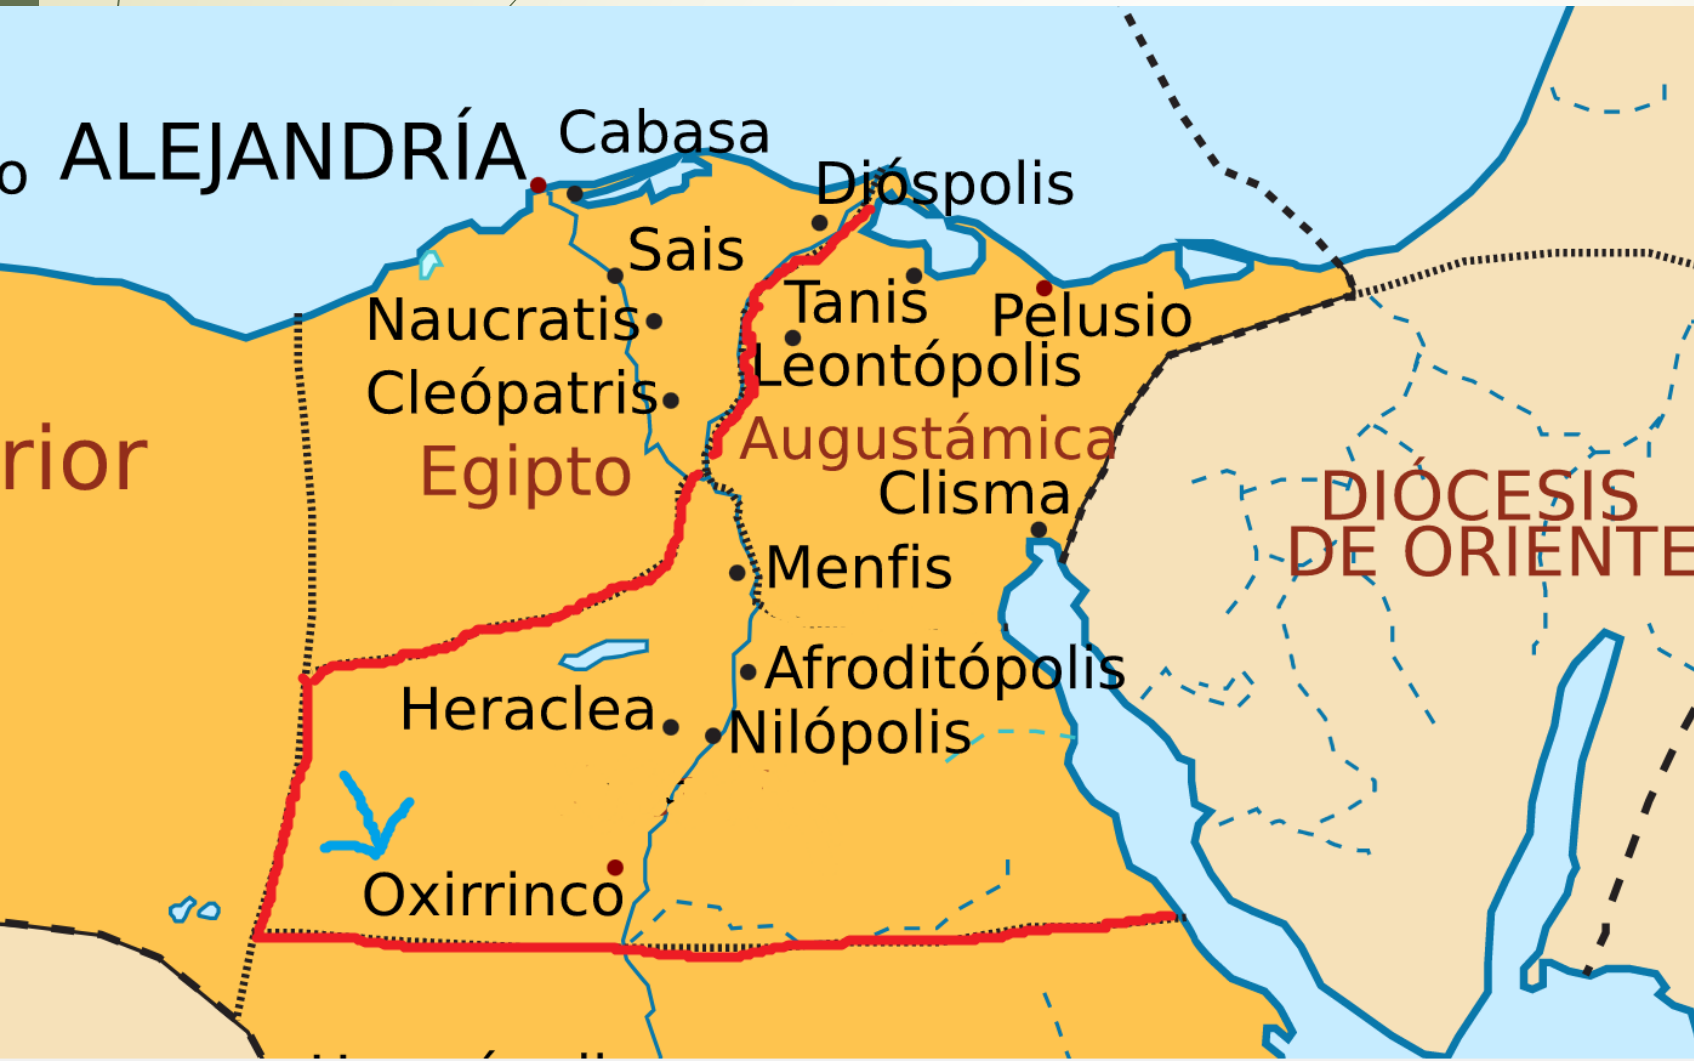 o ALEJANDRÍA
Cabasa
Dióspolis
Sais
Naucratis
Tanis
Pelusio
Leontópolis
Cleópatris
rior
Egipto
Augustámica
Clisma
DIÓCESIS
DE ORIENTE
Menfis
Afroditópolis
Heraclea
Nilópolis
Oxirrinco